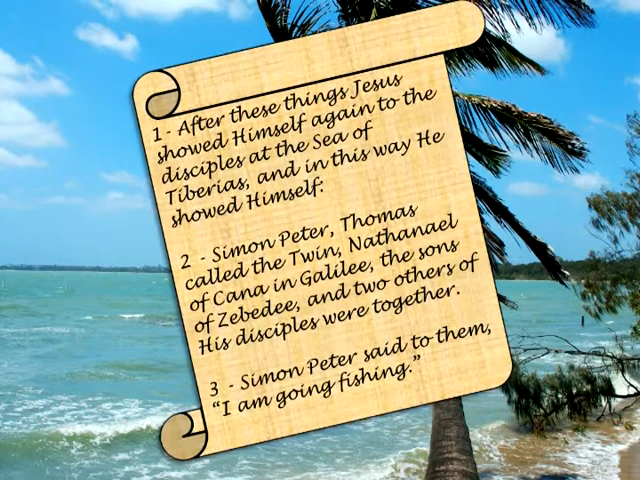 1 - After these things Jesus
showed Himself again to the
disciples at the Sea of
Tiberias, and in this way He
showed Himself:
2 - Simon Peter, Thomas
called the Twin, Nathanael
of Cana in Galilee, the sons
of Zebedee, and two others of
His disciples were together.
3 - Simon Peter said to them,
“I am going fishing.”